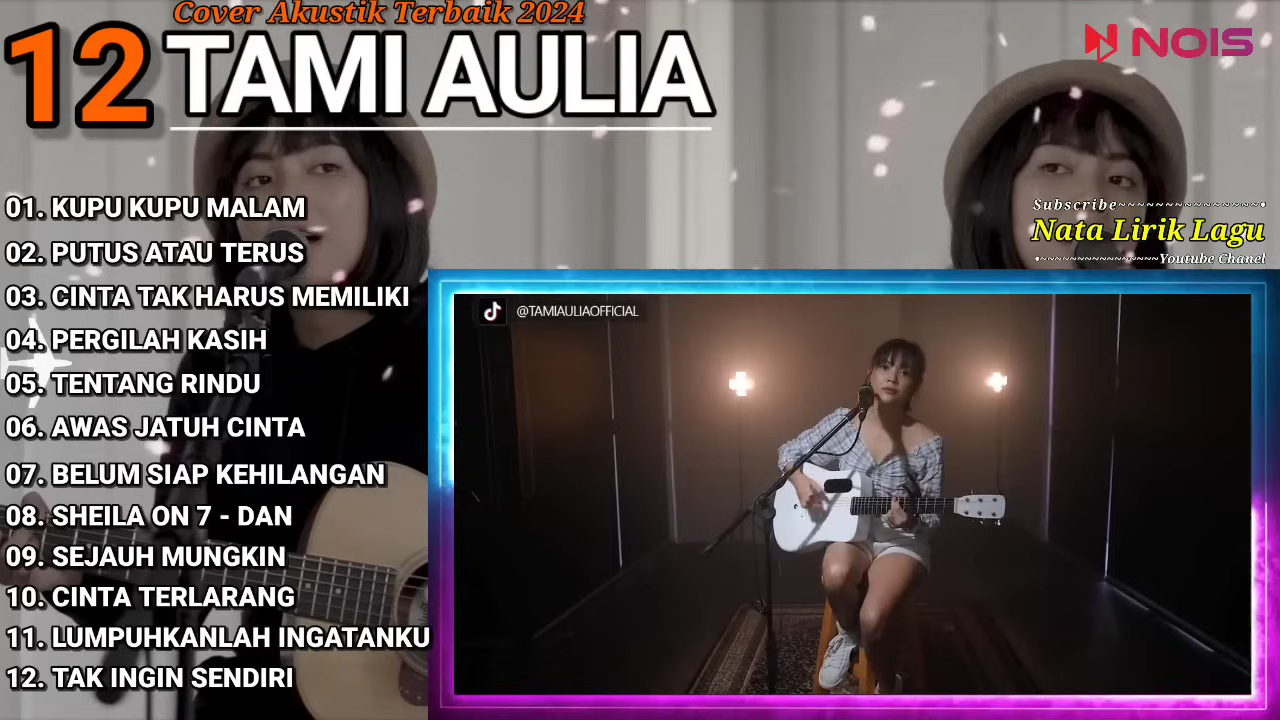 Cover Akustik Terbaik 2024
12 TAMI AULIA
NOIS
01. KUPU KUPU MALAM
02. PUTUS ATAU TERUS
03. CINTA TAK HARUS MEMILIKI
04. PERGILAH KASIH
05. TENTANG RINDU
06. AWAS JATUH CINTA
07. BELUM SIAP KEHILANGAN
08. SHEILA ON 7 - DAN
09. SEJAUH MUNGKIN
10. CINTA TERLARANG
11. LUMPUHKANLAH INGATANKU
12. TAK INGIN SENDIRI
Subscribe~~~~~~~~~~~~~~~•
Nata Lirik Lagu
•~~~~~~~~~~~~~~~~Youtube Chanel
@TAMIAULIAOFFICIAL